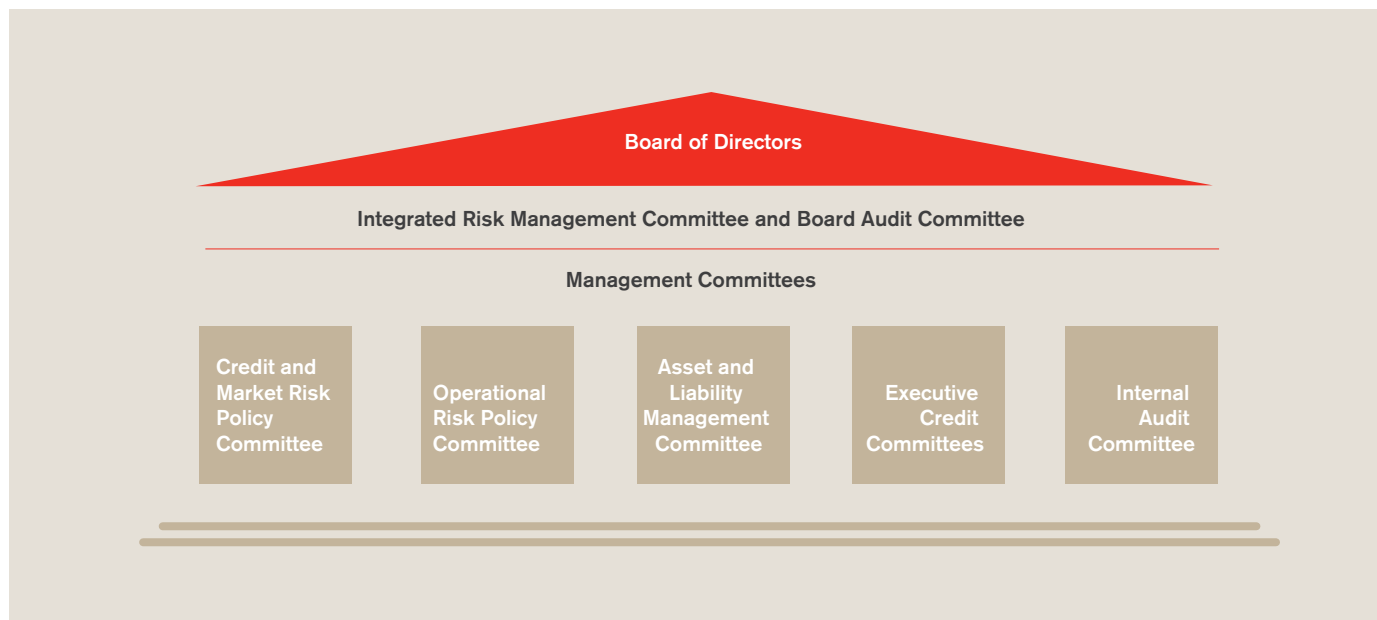 Board of Directors
Integrated Risk Management Committee and Board Audit Committee
Management Committees
Credit and
Market Risk
Policy
Committee
Operational
Risk Policy
Committee
Asset and
Liability
Management
Committee
Executive
Credit
Committees
Internal
Audit
Committee